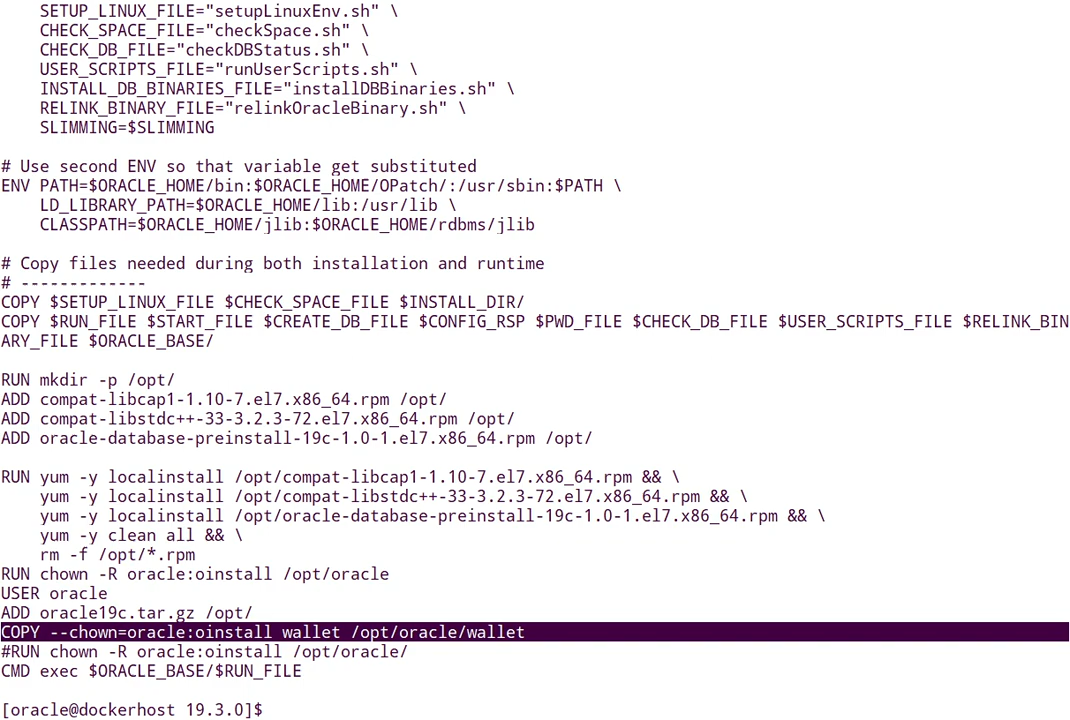 SETUP_LINUX_FILE="setupLinuxEnv.sh" \
CHECK_SPACE_FILE="checkSpace.sh" \
CHECK_DB_FILE="checkDBStatus.sh" \
USER_SCRIPTS_FILE="runUserScripts.sh" \
INSTALL_DB_BINARIES_FILE="installDBBinaries.sh" \
RELINK_BINARY_FILE="relinkOracleBinary.sh" \
SLIMMING=$SLIMMING
# Use second ENV so that variable get substituted
ENV PATH=$ORACLE_HOME/bin:$ORACLE_HOME/OPatch/:/usr/sbin:$PATH \
LD_LIBRARY_PATH=$ORACLE_HOME/lib:/usr/lib \
CLASSPATH=$ORACLE_HOME/jlib:$ORACLE_HOME/rdbms/jlib
# Copy files needed during both installation and runtime
# -------------
COPY $SETUP_LINUX_FILE $CHECK_SPACE_FILE $INSTALL_DIR/
COPY $RUN_FILE $START_FILE $CREATE_DB_FILE $CONFIG_RSP $PWD_FILE $CHECK_DB_FILE $USER_SCRIPTS_FILE $RELINK_BIN
ARY_FILE $ORACLE_BASE/
RUN mkdir -p /opt/
ADD compat-libcap1-1.10-7.el7.x86_64.rpm /opt/
ADD compat-libstdc++-33-3.2.3-72.el7.x86_64.rpm /opt/
ADD oracle-database-preinstall-19c-1.0-1.el7.x86_64.rpm /opt/
RUN yum -y localinstall /opt/compat-libcap1-1.10-7.el7.x86_64.rpm && \
yum -y localinstall /opt/compat-libstdc++-33-3.2.3-72.el7.x86_64.rpm && \
yum -y localinstall /opt/oracle-database-preinstall-19c-1.0-1.el7.x86_64.rpm && \
yum -y clean all && \
rm -f /opt/*.rpm
RUN chown -R oracle:oinstall /opt/oracle
USER oracle
ADD oracle19c.tar.gz /opt/
COPY --chown=oracle:oinstall wallet /opt/oracle/wallet
#RUN chown -R oracle:oinstall /opt/oracle/
CMD exec $ORACLE_BASE/$RUN_FILE
[oracle@dockerhost 19.3.0]$